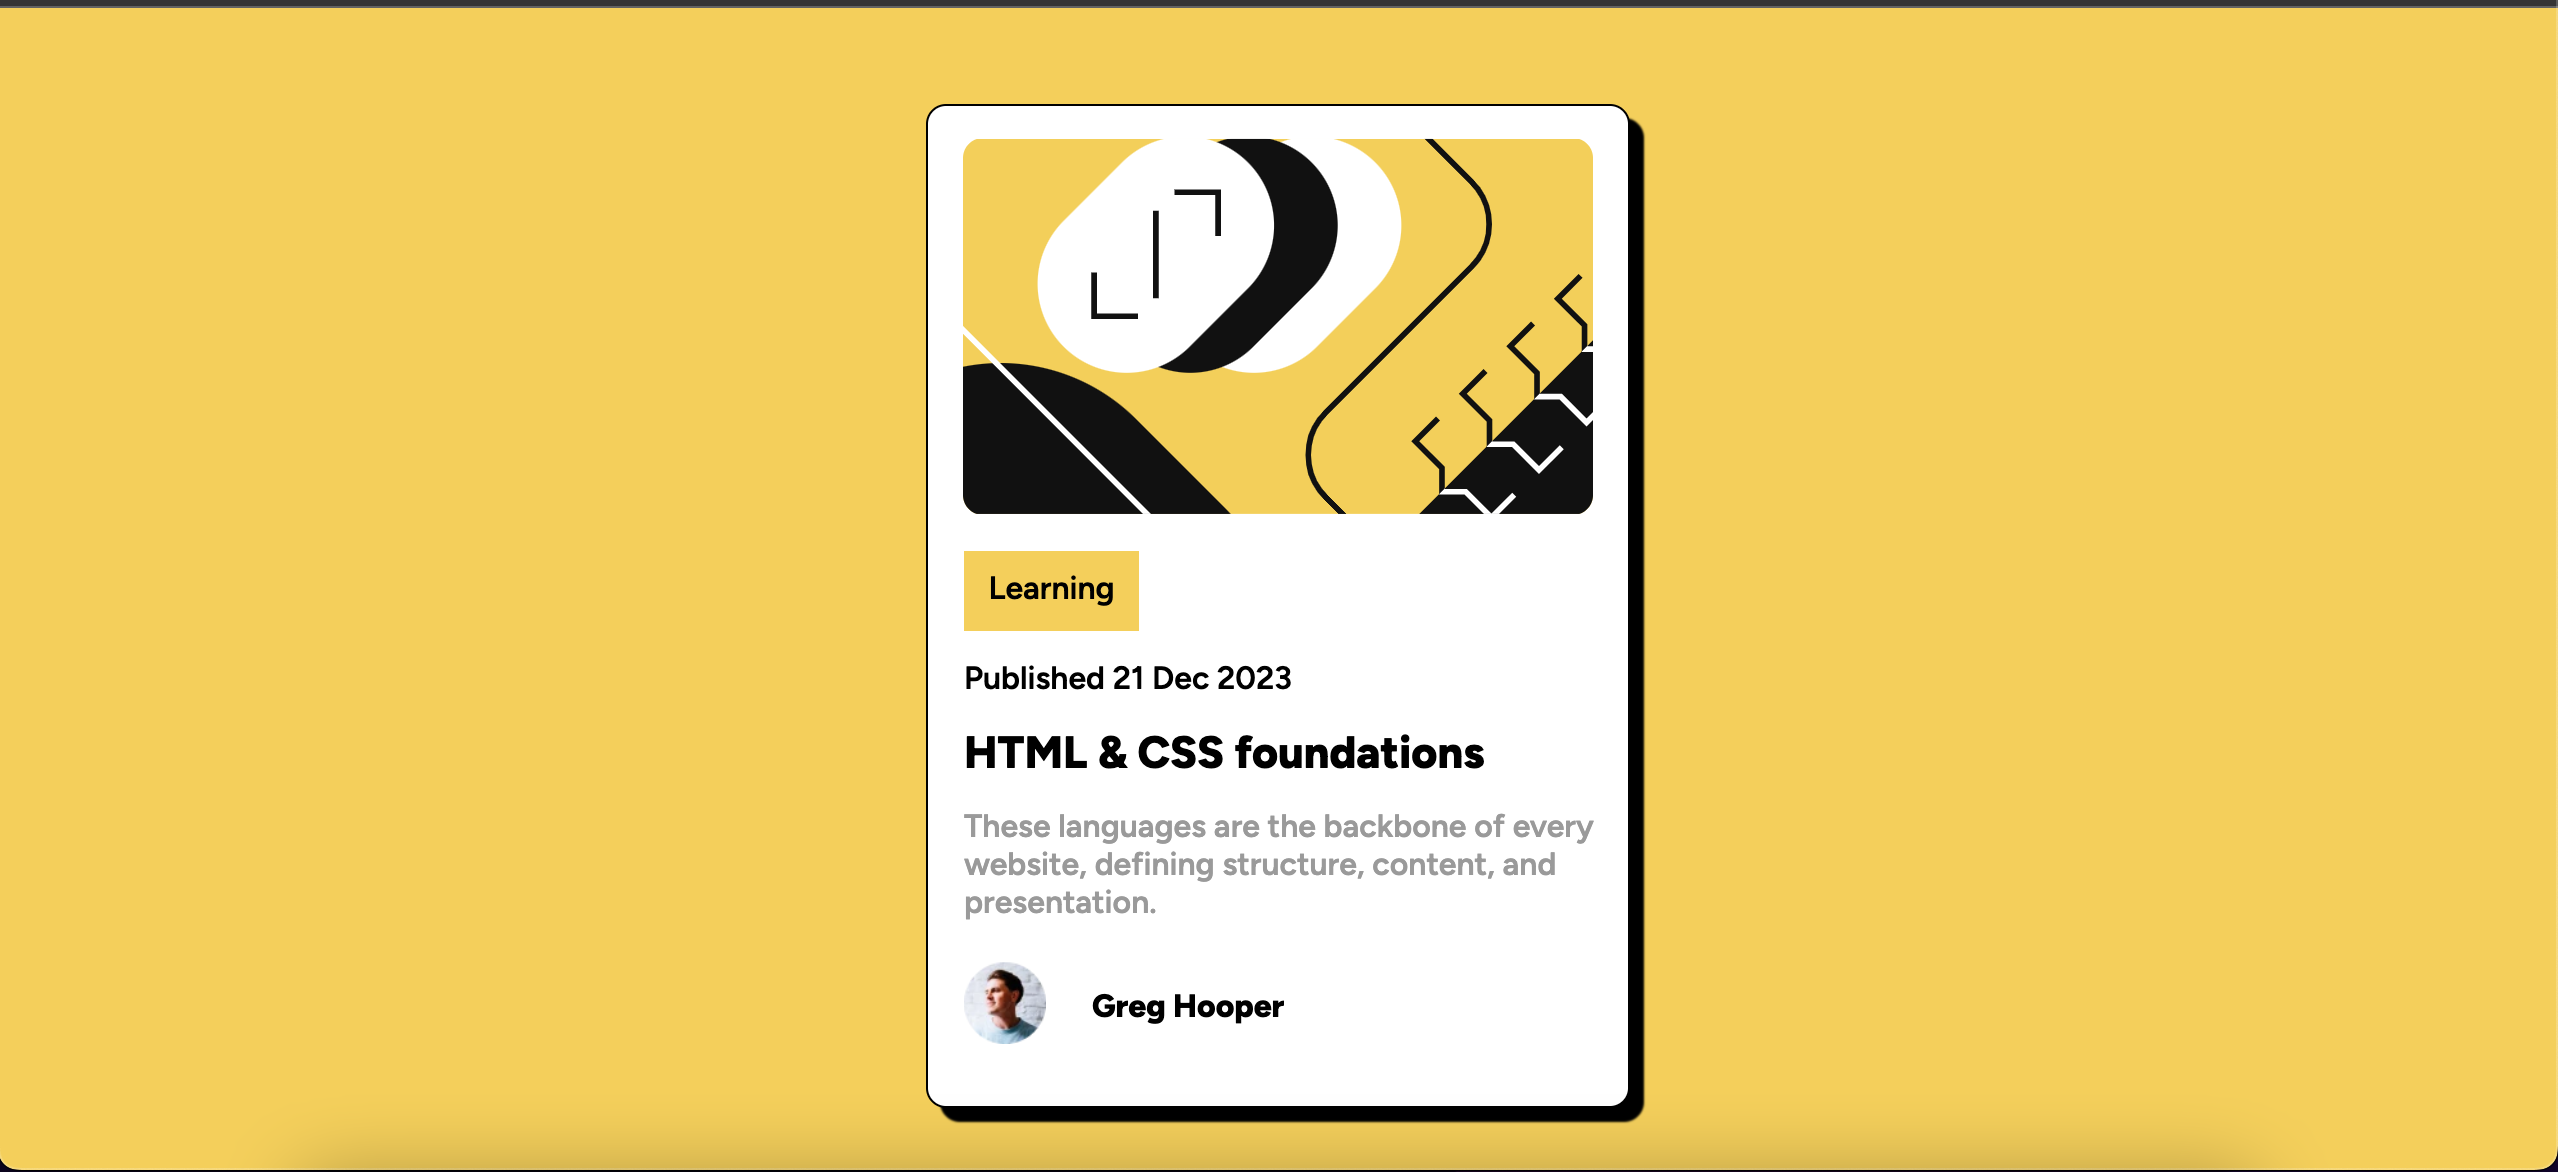 Learning
Published 21 Dec 2023
HTML & CSS foundations
These languages are the backbone of every
website, defining structure, content, and
presentation.
Greg Hooper